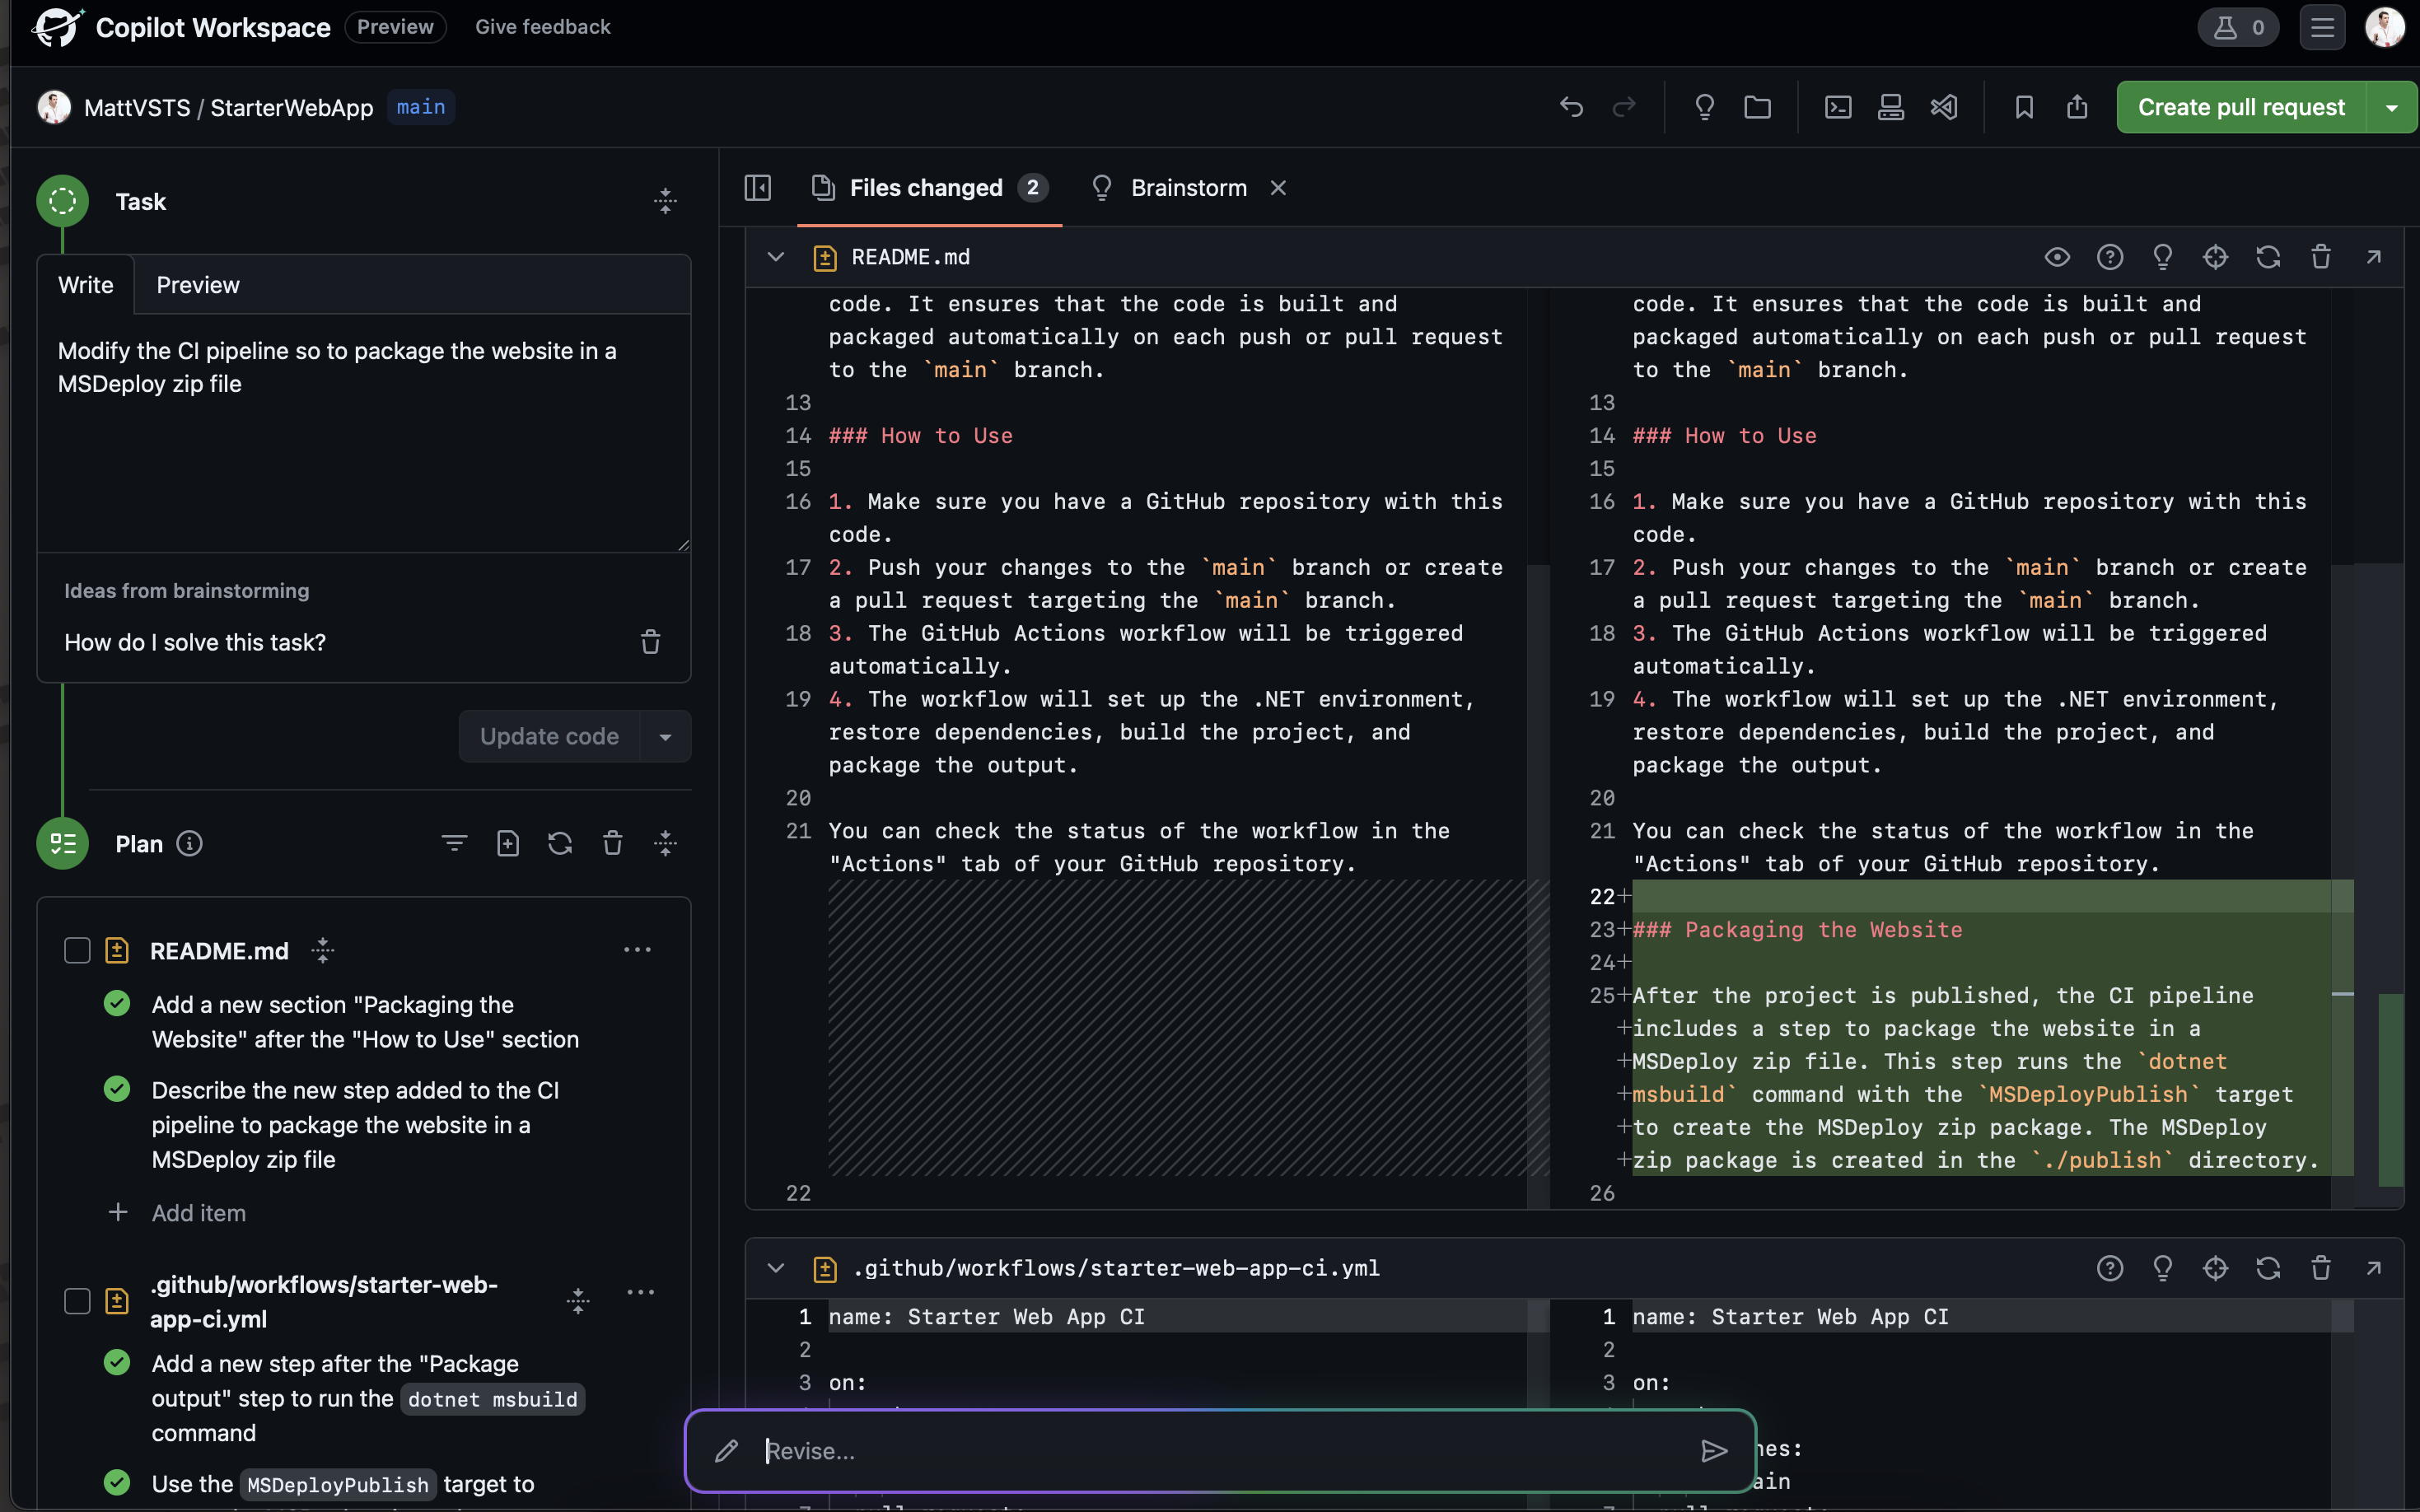 Copilot Workspace Preview Give feedback 0
MattVSTS / StarterWebApp main Create pull request
Task
Write Preview
Modify the CI pipeline so to package the website in a
MSDeploy zip file
Ideas from brainstorming
How do I solve this task?
Update code
Plan
README.md
Add a new section "Packaging the
Website" after the "How to Use" section
Describe the new step added to the CI
pipeline to package the website in a
MSDeploy zip file
Add item
.github/workflows/starter-web-
app-ci.yml
Add a new step after the "Package
output" step to run the dotnet msbuild
command
Use the MSDeployPublish target to
Files changed 2 Brainstorm
README.md
code. It ensures that the code is built and
packaged automatically on each push or pull request
to the `main` branch.
13
14 ### How to Use
15
16 1. Make sure you have a GitHub repository with this
code.
17 2. Push your changes to the `main` branch or create
a pull request targeting the `main` branch.
18 3. The GitHub Actions workflow will be triggered
automatically.
19 4. The workflow will set up the .NET environment,
restore dependencies, build the project, and
package the output.
20
21 You can check the status of the workflow in the
"Actions" tab of your GitHub repository.
22
code. It ensures that the code is built and
packaged automatically on each push or pull request
to the `main` branch.
13
14 ### How to Use
15
16 1. Make sure you have a GitHub repository with this
code.
17 2. Push your changes to the `main` branch or create
a pull request targeting the `main` branch.
18 3. The GitHub Actions workflow will be triggered
automatically.
19 4. The workflow will set up the .NET environment,
restore dependencies, build the project, and
package the output.
20
21 You can check the status of the workflow in the
"Actions" tab of your GitHub repository.
22+
23+### Packaging the Website
24+
25+After the project is published, the CI pipeline
+includes a step to package the website in a
+MSDeploy zip file. This step runs the `dotnet
+msbuild` command with the `MSDeployPublish` target
+to create the MSDeploy zip package. The MSDeploy
+zip package is created in the `./publish` directory.
26
.github/workflows/starter-web-app-ci.yml
1 name: Starter Web App CI
2
3 on:
1 name: Starter Web App CI
2
3 on:
hes:
ain
Revise...